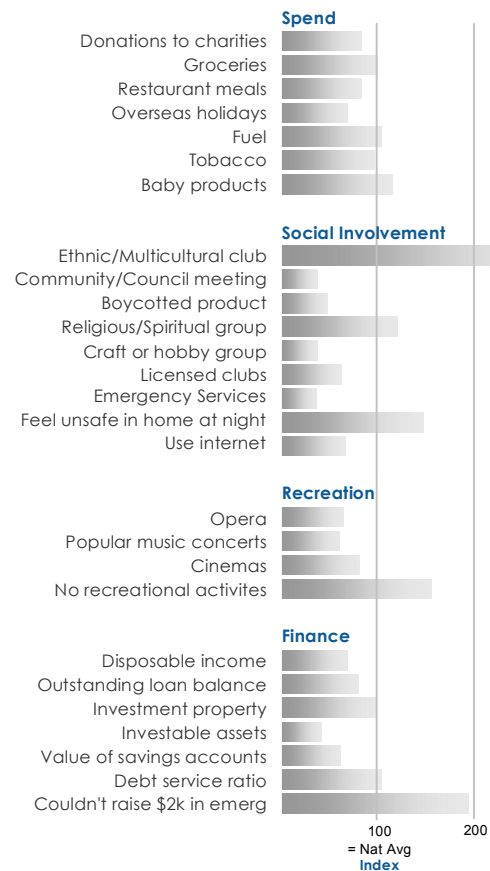 Spend
Donations to charities
Groceries
Restaurant meals
Overseas holidays
Fuel
Tobacco
Baby products
Social Involvement
Ethnic/Multicultural club
Community/Council meeting
Boycotted product
Religious/Spiritual group
Craft or hobby group
Licensed clubs
Emergency Services
Feel unsafe in home at night
Use internet
Recreation
Opera
Popular music concerts
Cinemas
No recreational activites
Finance
Disposable income
Outstanding loan balance
Investment property
Investable assets
Value of savings accounts
Debt service ratio
Couldn't raise $2k in emerg
100 200
= Nat Avg
Index